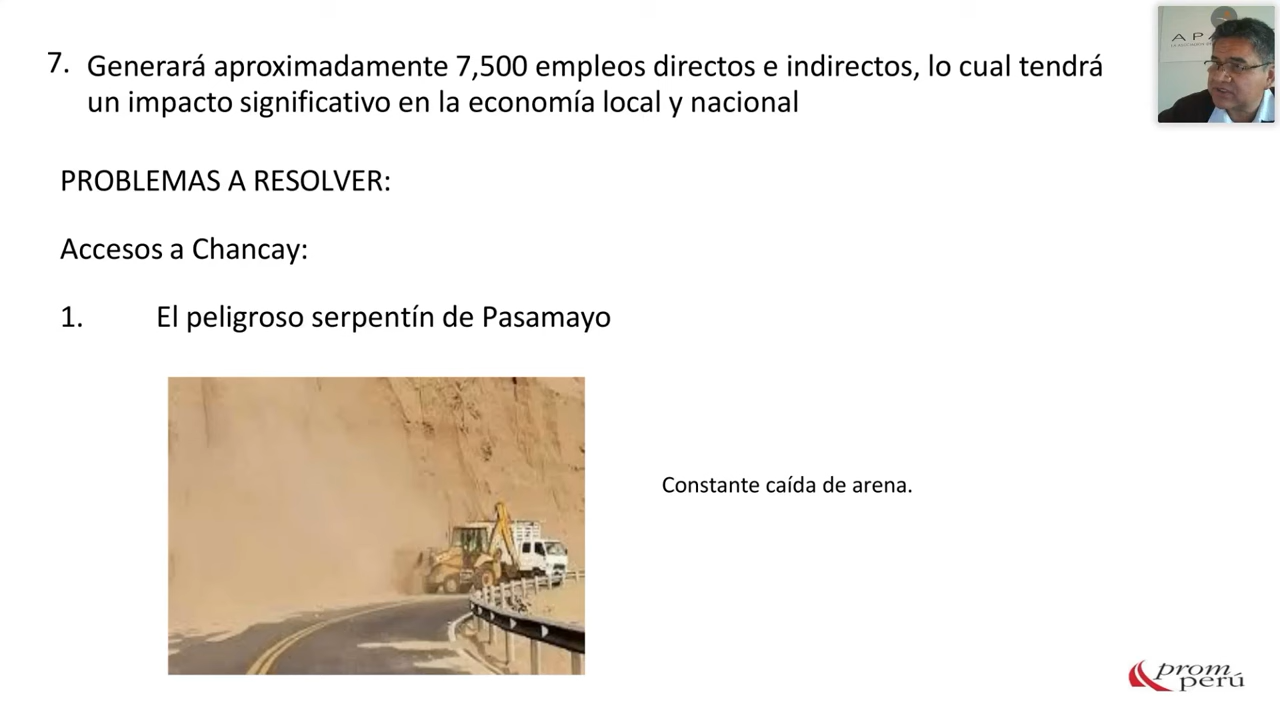 7. Generará aproximadamente 7,500 empleos directos e indirectos, lo cual tendrá
un impacto significativo en la economía local y nacional
PROBLEMAS A RESOLVER:
Accesos a Chancay:
1. El peligroso serpentín de Pasamayo
Constante caída de arena.
prom
perú